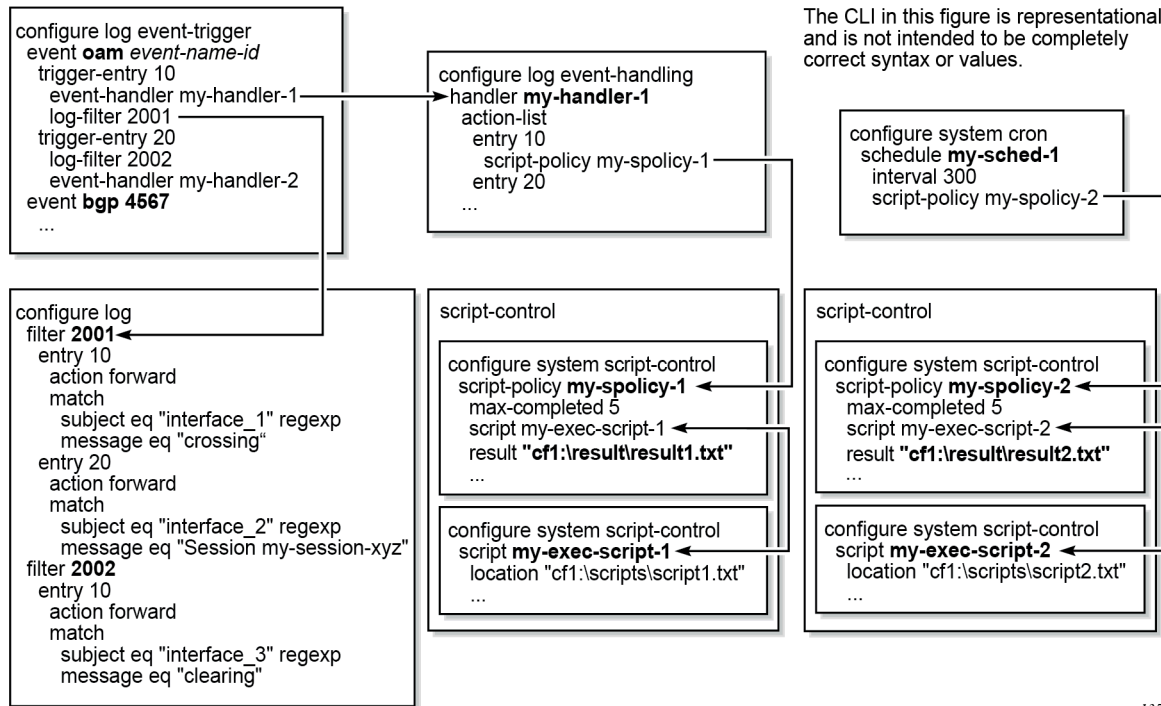 configure log event-trigger
event oam event-name-id
trigger-entry 10
event-handler my-handler-1
log-filter 2001
trigger-entry 20
log-filter 2002
event-handler my-handler-2
event bgp 4567
...
configure log event-handling
handler my-handler-1
action-list
entry 10
script-policy my-spolicy-1
entry 20
...
The CLI in this figure is representational
and is not intended to be completely
correct syntax or values.
configure system cron
schedule my-sched-1
interval 300
script-policy my-spolicy-2
configure log
filter 2001
entry 10
action forward
match
subject eq "interface_1" regexp
message eq "crossing“
entry 20
action forward
match
subject eq "interface_2" regexp
message eq "Session my-session-xyz"
filter 2002
entry 10
action forward
match
subject eq "interface_3" regexp
message eq "clearing"
script-control
configure system script-control
script-policy my-spolicy-1
max-completed 5
script my-exec-script-1
result "cf1:\result\result1.txt"
...
configure system script-control
script my-exec-script-1
location "cf1:\scripts\script1.txt"
...
script-control
configure system script-control
script-policy my-spolicy-2
max-completed 5
script my-exec-script-2
result "cf1:\result\result2.txt"
...
configure system script-control
script my-exec-script-2
location "cf1:\scripts\script2.txt"
...